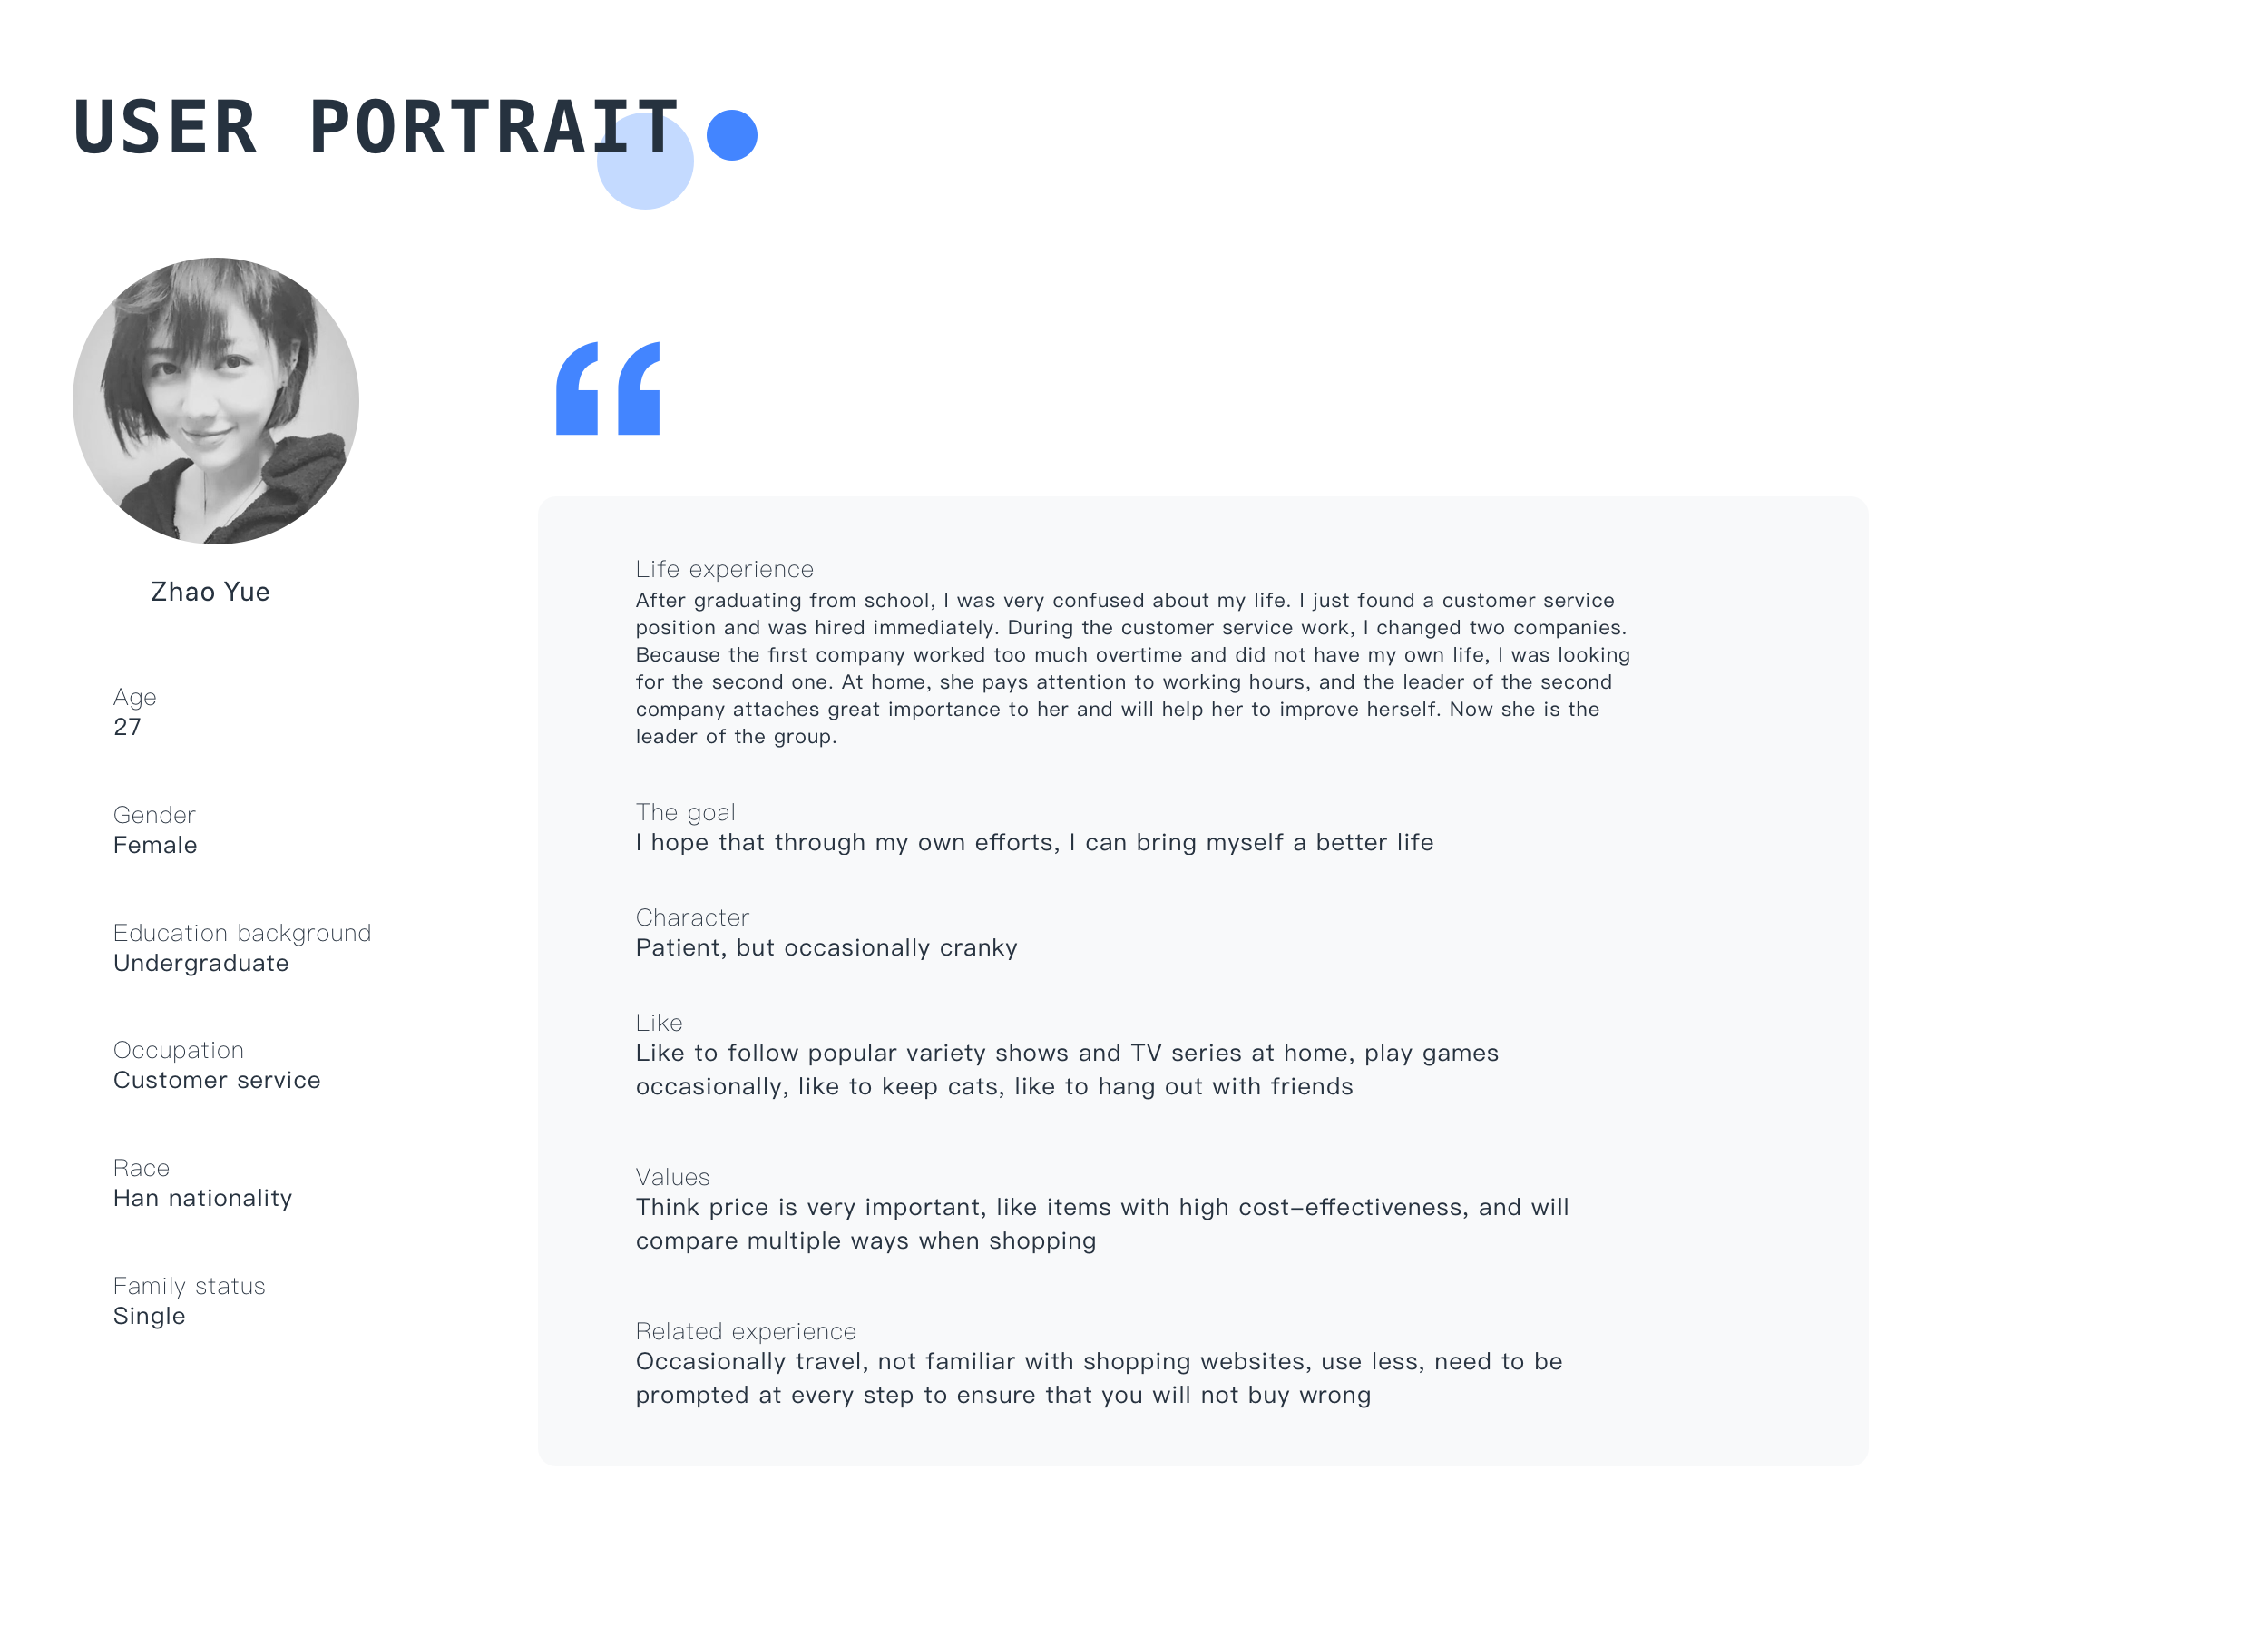 USER PORTRAIT
Zhao Yue
Age
27
Gender
Female
Education background
Undergraduate
Occupation
Customer service
Race
Han nationality
Family status
Single
Life experience
After graduating from school, I was very confused about my life. I just found a customer service
position and was hired immediately. During the customer service work, I changed two companies.
Because the first company worked too much overtime and did not have my own life, I was looking
for the second one. At home, she pays attention to working hours, and the leader of the second
company attaches great importance to her and will help her to improve herself. Now she is the
leader of the group.
The goal
I hope that through my own efforts, I can bring myself a better life
Character
Patient, but occasionally cranky
Like
Like to follow popular variety shows and TV series at home, play games
occasionally, like to keep cats, like to hang out with friends
Values
Think price is very important, like items with high cost–effectiveness, and will
compare multiple ways when shopping
Related experience
Occasionally travel, not familiar with shopping websites, use less, need to be
prompted at every step to ensure that you will not buy wrong